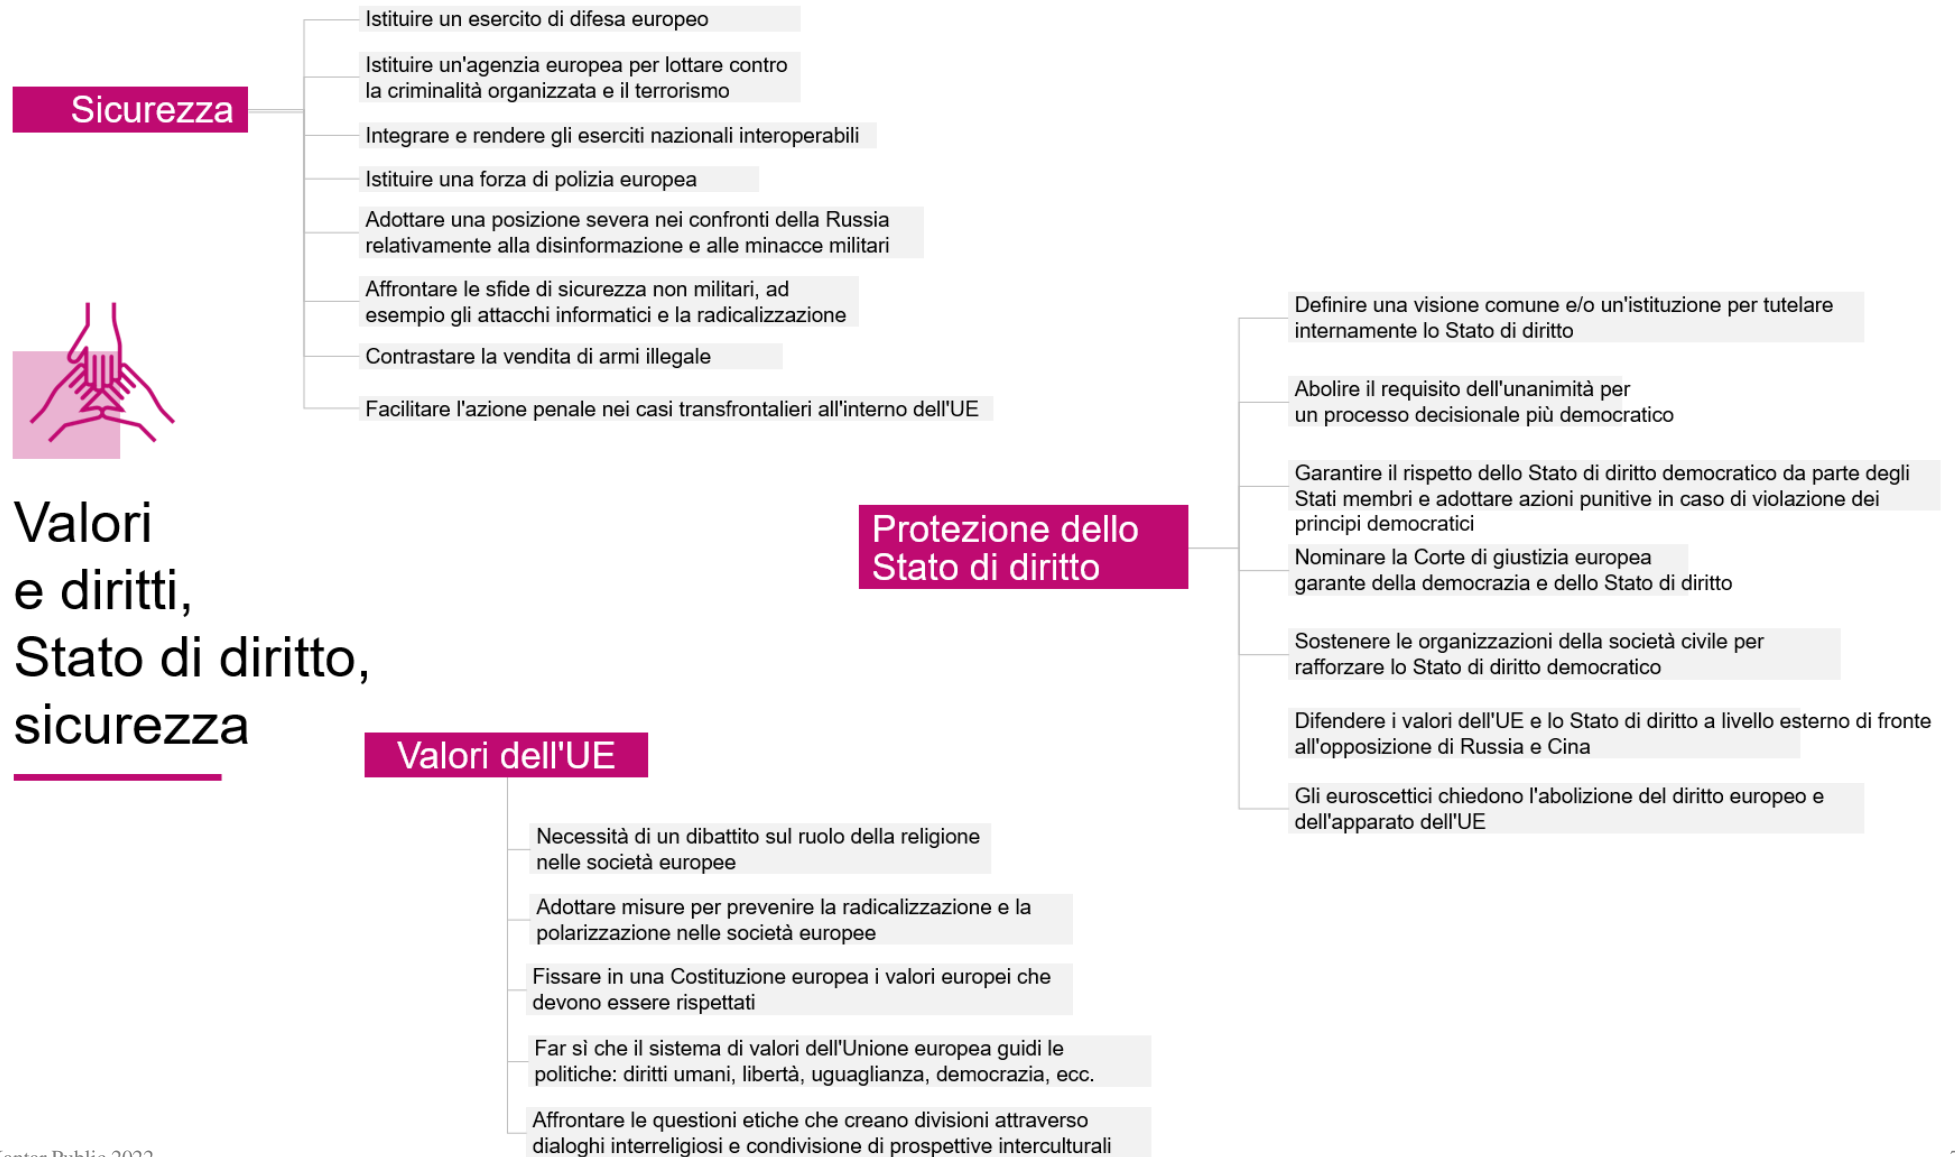 Sicurezza
Istituire un esercito di difesa europeo
Istituire un'agenzia europea per lottare contro
la criminalità organizzata e il terrorismo
Integrare e rendere gli eserciti nazionali interoperabili
Istituire una forza di polizia europea
Adottare una posizione severa nei confronti della Russia
relativamente alla disinformazione e alle minacce militari
Affrontare le sfide di sicurezza non militari, ad
esempio gli attacchi informatici e la radicalizzazione
Contrastare la vendita di armi illegale
Facilitare l'azione penale nei casi transfrontalieri all'interno dell'UE
Valori
e diritti,
Stato di diritto,
sicurezza
Protezione dello
Stato di diritto
Definire una visione comune e/o un'istituzione per tutelare
internamente lo Stato di diritto
Abolire il requisito dell'unanimità per
un processo decisionale più democratico
Garantire il rispetto dello Stato di diritto democratico da parte degli
Stati membri e adottare azioni punitive in caso di violazione dei
principi democratici
Nominare la Corte di giustizia europea
garante della democrazia e dello Stato di diritto
Sostenere le organizzazioni della società civile per
rafforzare lo Stato di diritto democratico
Difendere i valori dell'UE e lo Stato di diritto a livello esterno di fronte
all'opposizione di Russia e Cina
Gli euroscettici chiedono l'abolizione del diritto europeo e
dell'apparato dell'UE
Valori dell'UE
Necessità di un dibattito sul ruolo della religione
nelle società europee
Adottare misure per prevenire la radicalizzazione e la
polarizzazione nelle società europee
Fissare in una Costituzione europea i valori europei che
devono essere rispettati
Far sì che il sistema di valori dell'Unione europea guidi le
politiche: diritti umani, libertà, uguaglianza, democrazia, ecc.
Affrontare le questioni etiche che creano divisioni attraverso
dialoghi interreligiosi e condivisione di prospettive interculturali
Public 2022